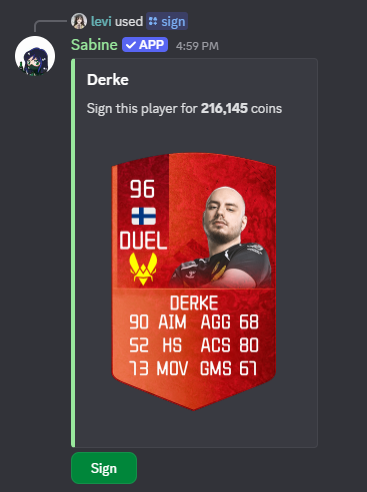 levi used sign
Sabine ✓ APP 4:59 PM
Derke
Sign this player for 216,145 coins
96
DUEL
DERKE
90 AIM AGG 68
52 HS ACS 80
73 MOV GMS 67
Sign